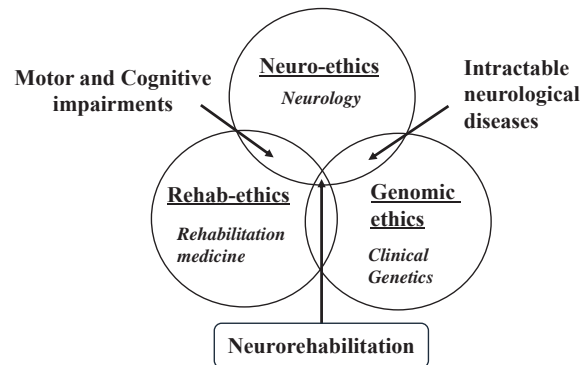 Neuro-ethics
Neurology
Motor and Cognitive
impairments
Intractable
neurological
diseases
Rehab-ethics
Rehabilitation
medicine
Genomic
ethics
Clinical
Genetics
Neurorehabilitation